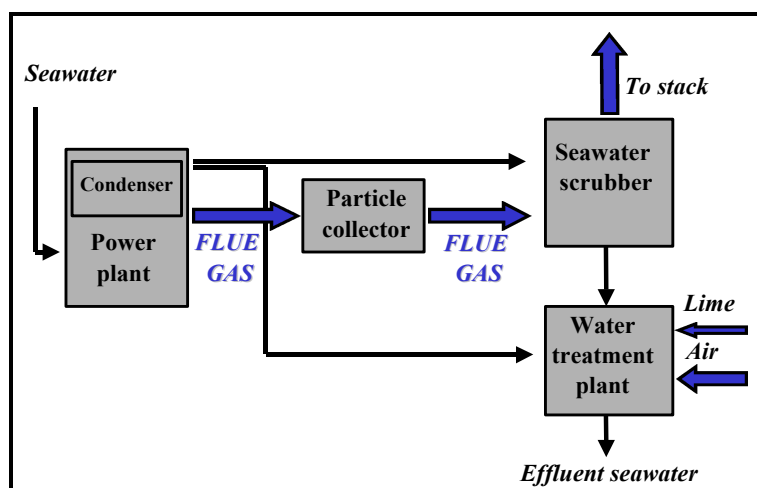 Seawater
To stack
Condenser
Power
plant
FLUE
GAS
Particle
collector
FLUE
GAS
Seawater
scrubber
Water
treatment
plant
Lime
Air
Effluent seawater